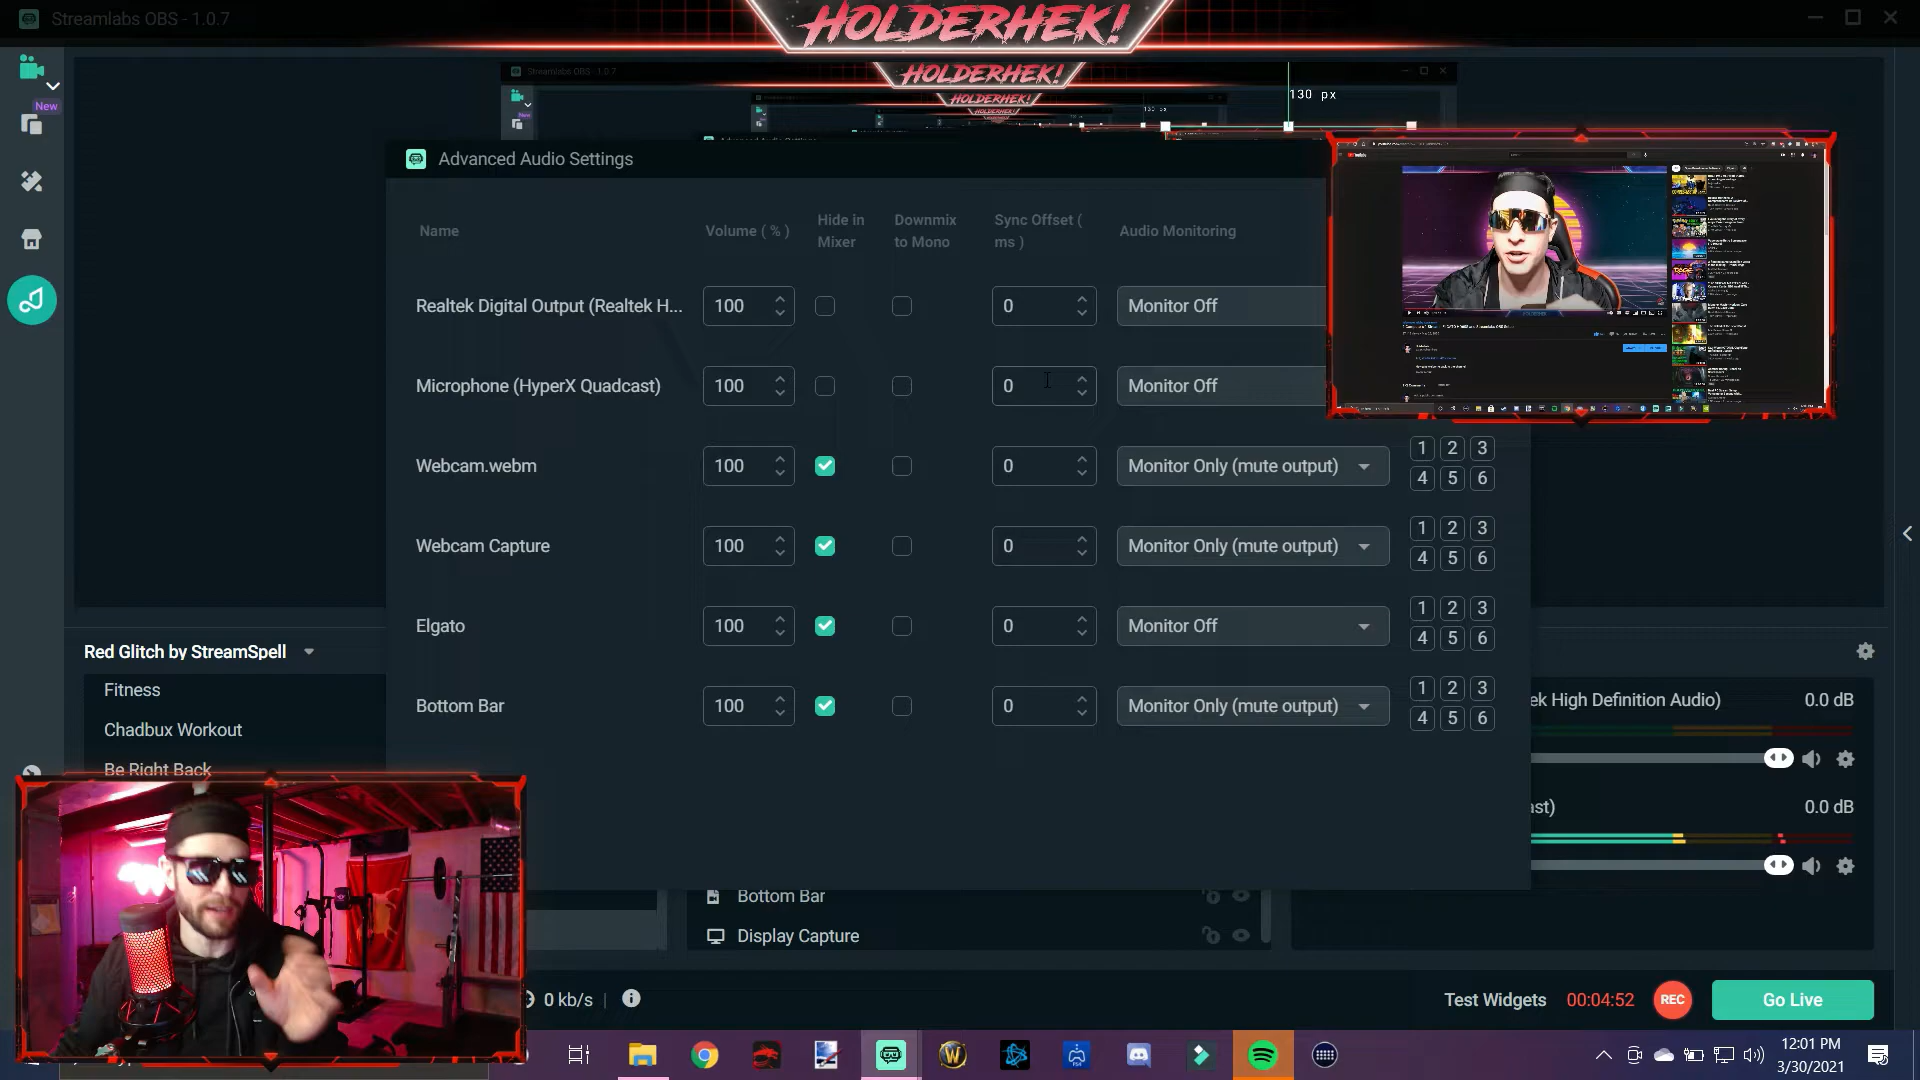 Streamlabs OBS - 1.0.7
HOLDERHEK!
Streamlabs OBS - 1.0.7
HOLDERHEK!
HOLDERHEK!
130 px
New
Advanced Audio Settings
Name
Volume ( % )
Hide in Mixer
Downmix to Mono
Sync Offset ( ms )
Audio Monitoring
Realtek Digital Output (Realtek H...
100
0
Monitor Off
Microphone (HyperX Quadcast)
100
0
Monitor Off
Webcam.webm
100
0
Monitor Only (mute output)
1 2 3
4 5 6
Webcam Capture
100
0
Monitor Only (mute output)
1 2 3
4 5 6
Elgato
100
0
Monitor Off
1 2 3
4 5 6
Bottom Bar
100
0
Monitor Only (mute output)
1 2 3
4 5 6
Red Glitch by StreamSpell
Fitness
Chadbux Workout
Be Right Back
Bottom Bar
Display Capture
ek High Definition Audio)
0.0 dB
ast)
0.0 dB
0 kb/s
Test Widgets
00:04:52
REC
Go Live
12:01 PM
3/30/2021